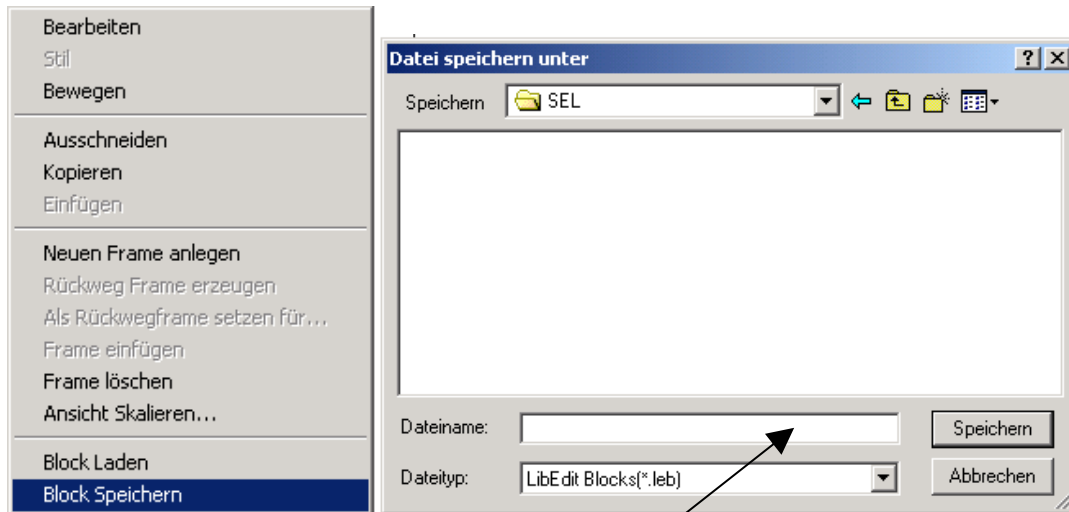 Bearbeiten
Stil
Bewegen
Ausschneiden
Kopieren
Einfügen
Neuen Frame anlegen
Rückweg Frame erzeugen
Als Rückwegframe setzen für...
Frame einfügen
Frame löschen
Ansicht Skalieren...
Block Laden
Block Speichern
Datei speichern unter
Speichern
SEL
Dateiname:
Speichern
Dateityp:
LibEdit Blocks(*.leb)
Abbrechen